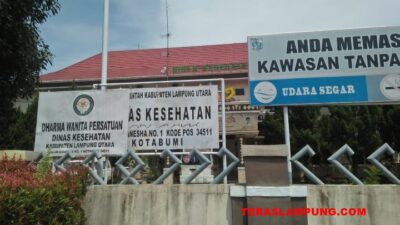 ANDA MEMAS
KAWASAN TANPA
UDARA SEGAR
NTAH KABUPATEN LAMPUNG UTARA
AS KESEHATAN
NESHA NO. 1 KODE POS 34511
KOTABUMI
DHARMA WANITA PERSATUAN
DINAS KESEHATAN
KABUPATEN LAMPUNG UTARA
TERASLAMPUNG.COM